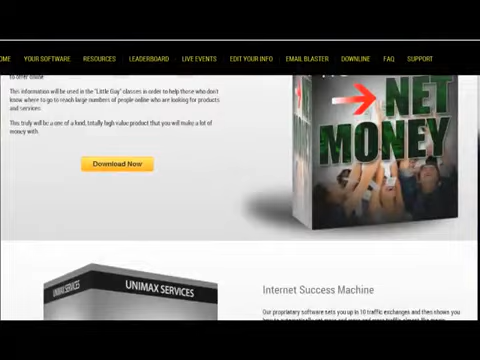 OME YOUR SOFTWARE RESOURCES LEADERBOARD LIVE EVENTS EDIT YOUR INFO EMAIL BLASTER DOWNLINE FAQ SUPPORT
to offer online
This information will be used in the "Little Guy" classes in order to help those who don't
know where to go to reach large numbers of people online who are looking for products
and services.
This truly will be a one of a kind, totally high value product that you will make a lot of
money with.
Download Now
NET
MONEY
UNIMAX SERVICES
UNIMAX SERVICES
Internet Success Machine
Our proprietary software sets you up in 10 traffic exchanges and then shows you